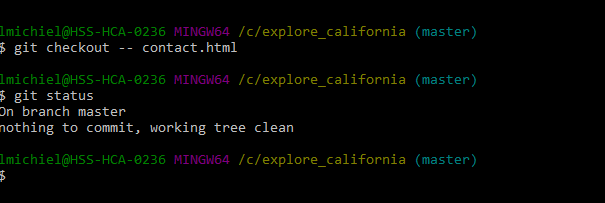 lmichiel@HSS-HCA-0236 MINGW64 /c/explore_california (master)
$ git checkout -- contact.html
lmichiel@HSS-HCA-0236 MINGW64 /c/explore_california (master)
$ git status
On branch master
nothing to commit, working tree clean
lmichiel@HSS-HCA-0236 MINGW64 /c/explore_california (master)
$